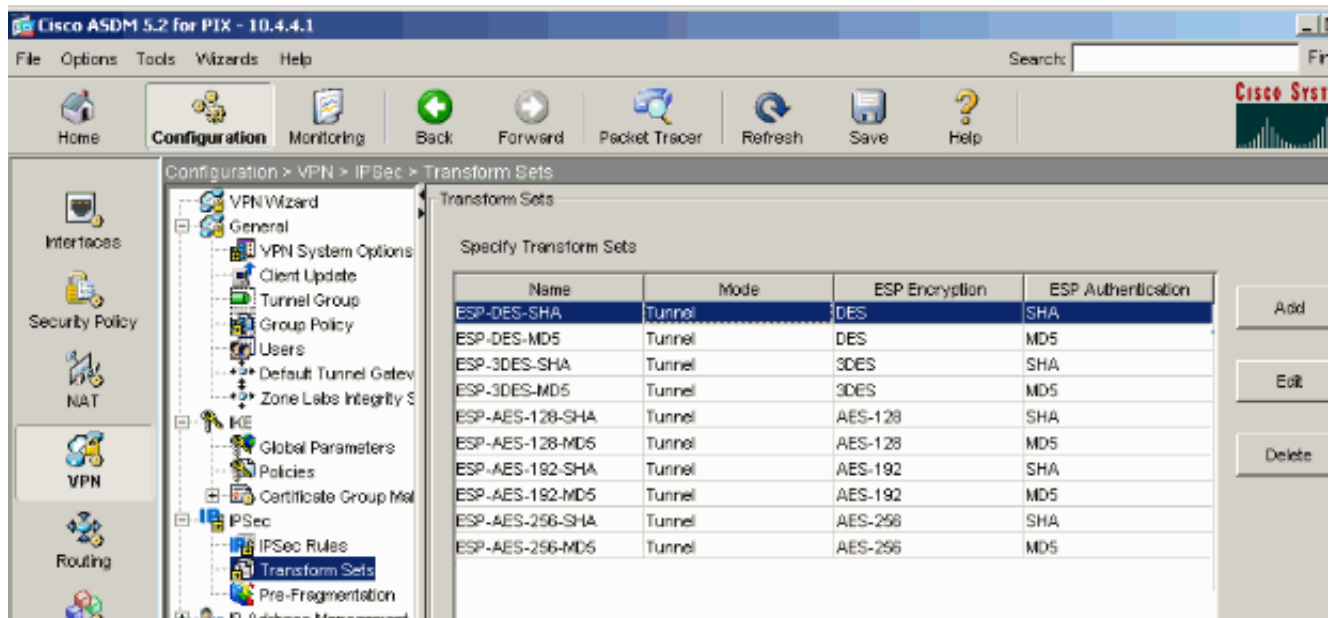 Cisco ASDM 5.2 for PIX - 10.4.4.1
File Options Tools Wizards Help Search:
Home Configuration Monitoring Back Forward Packet Tracer Refresh Save Help
Configuration > VPN > IPSec > Transform Sets
Interfaces
Security Policy
NAT
VPN
Routing
VPN Wizard
General
VPN System Options
Client Update
Tunnel Group
Group Policy
Users
Default Tunnel Gatev
Zone Labs Integrity S
IKE
Global Parameters
Policies
Certificate Group Mat
IPSec
IPSec Rules
Transform Sets
Pre-Fragmentation
Transform Sets
Specify Transform Sets
Name Mode ESP Encryption ESP Authentication
ESP-DES-SHA Tunnel DES SHA
ESP-DES-MD5 Tunnel DES MD5
ESP-3DES-SHA Tunnel 3DES SHA
ESP-3DES-MD5 Tunnel 3DES MD5
ESP-AES-128-SHA Tunnel AES-128 SHA
ESP-AES-128-MD5 Tunnel AES-128 MD5
ESP-AES-192-SHA Tunnel AES-192 SHA
ESP-AES-192-MD5 Tunnel AES-192 MD5
ESP-AES-256-SHA Tunnel AES-256 SHA
ESP-AES-256-MD5 Tunnel AES-256 MD5
Add
Edit
Delete
CISCO SYST